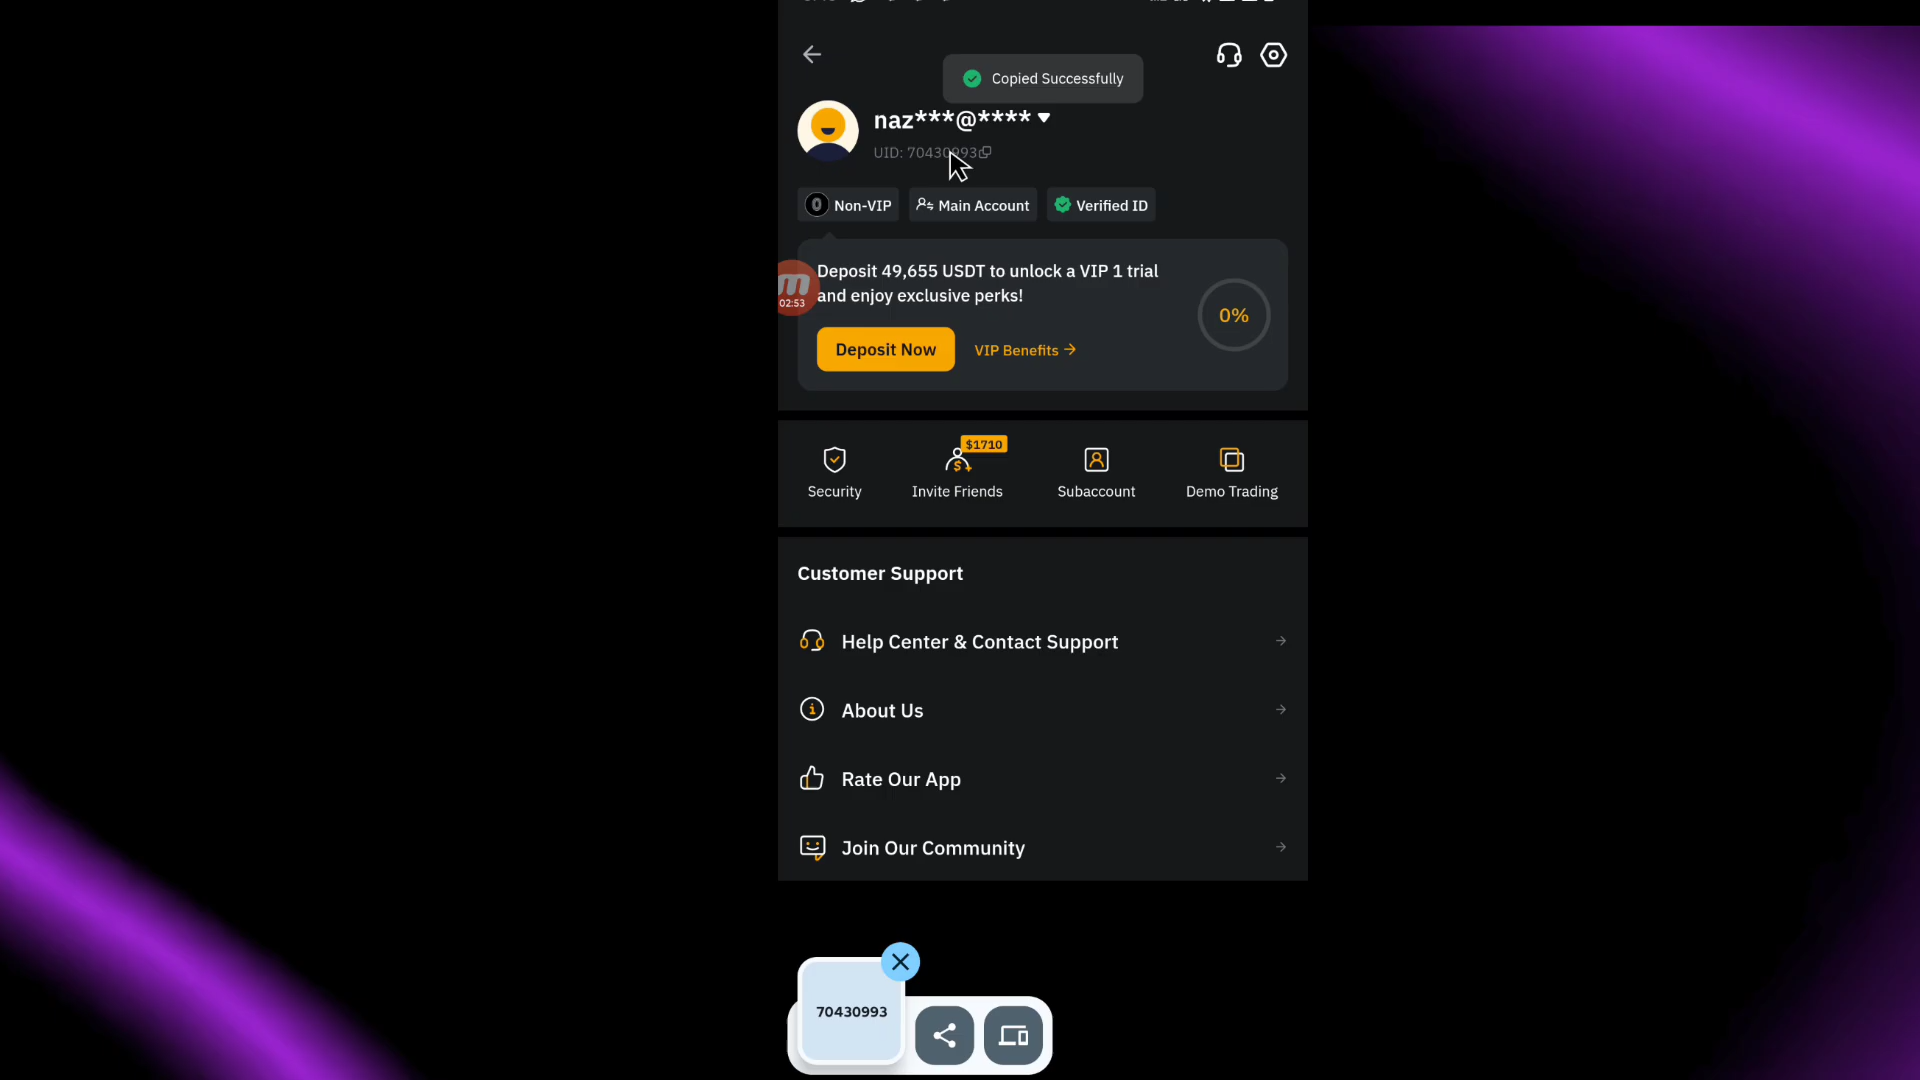 Copied Successfully
naz***@****
UID: 70430993
0 Non-VIP
Main Account
Verified ID
Deposit 49,655 USDT to unlock a VIP 1 trial
and enjoy exclusive perks!
m
02:53
0%
Deposit Now
VIP Benefits
$1710
Security
Invite Friends
Subaccount
Demo Trading
Customer Support
Help Center & Contact Support
About Us
Rate Our App
Join Our Community
70430993